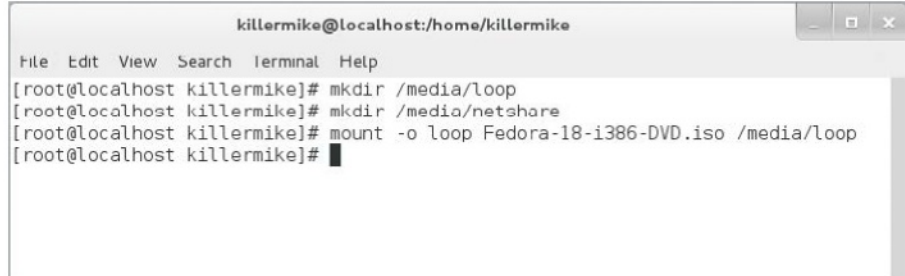 killermike@localhost:/home/killermike
File Edit View Search Terminal Help
[root@localhost killermike]# mkdir /media/loop
[root@localhost killermike]# mkdir /media/netshare
[root@localhost killermike]# mount -o loop Fedora-18-i386-DVD.iso /media/loop
[root@localhost killermike]#